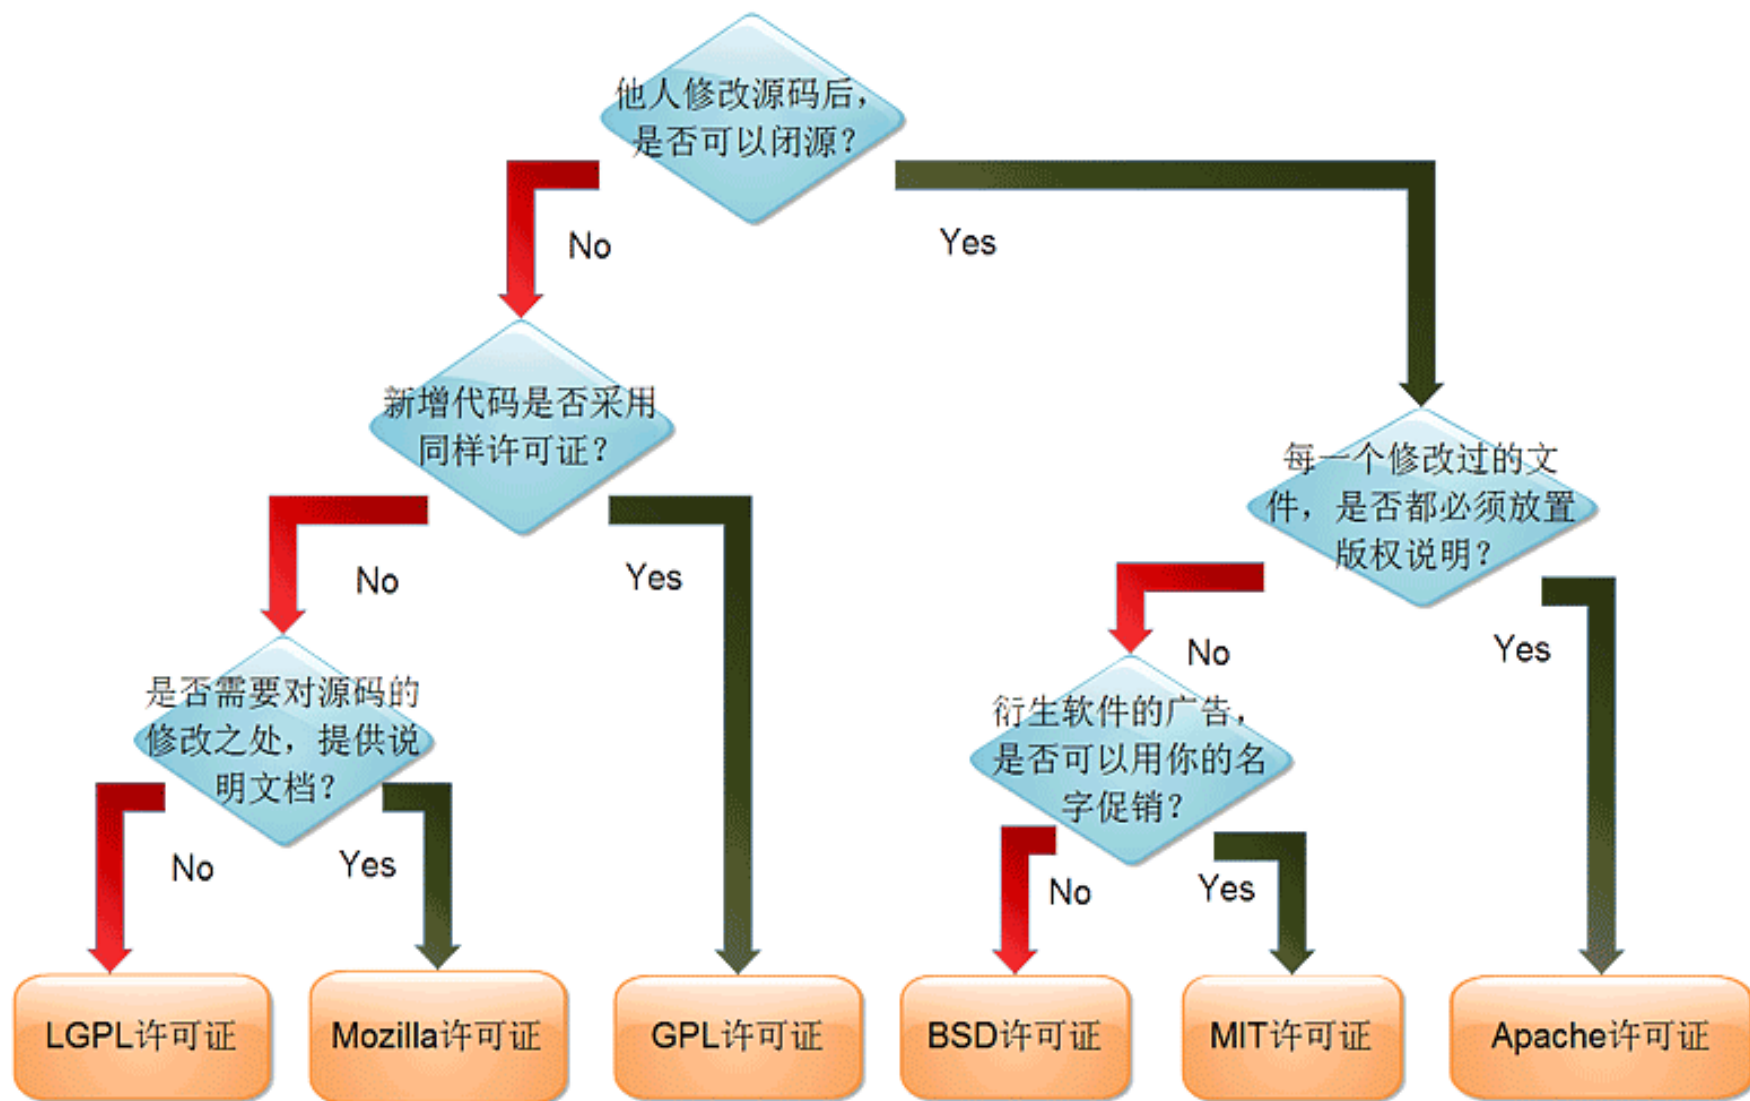 他人修改源码后，
是否可以闭源？
No
Yes
新增代码是否采用
同样许可证？
每一个修改过的文
件，是否都必须放置
版权说明？
No
Yes
No
Yes
是否需要对源码的
修改之处，提供说
明文档？
衍生软件的广告，
是否可以用你的名
字促销？
No
Yes
No
Yes
LGPL许可证
Mozilla许可证
GPL许可证
BSD许可证
MIT许可证
Apache许可证